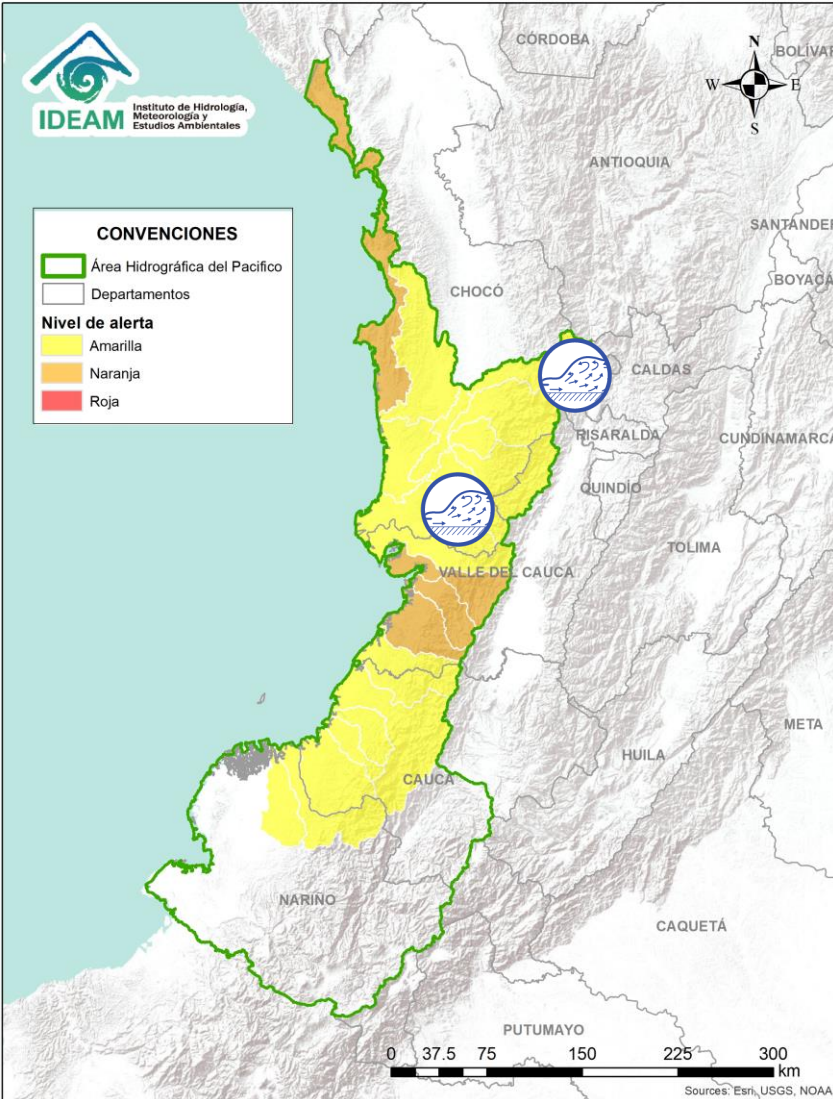 IDEAM
Instituto de Hidrología,
Meteorología y
Estudios Ambientales
N
W
E
S
CONVENCIONES
Área Hidrográfica del Pacifico
Departamentos
Nivel de alerta
Amarilla
Naranja
Roja
CÓRDOBA
BOLÍVAR
ANTIOQUIA
SANTANDER
BOYACÁ
CHOCÓ
CALDAS
RISARALDA
CUNDINAMARCA
QUINDÍO
TOLIMA
VALLE DEL CAUCA
META
HUILA
CAUCA
NARIÑO
CAQUETÁ
PUTUMAYO
0 37.5 75 150 225 300
km
Sources: Esri, USGS, NOAA